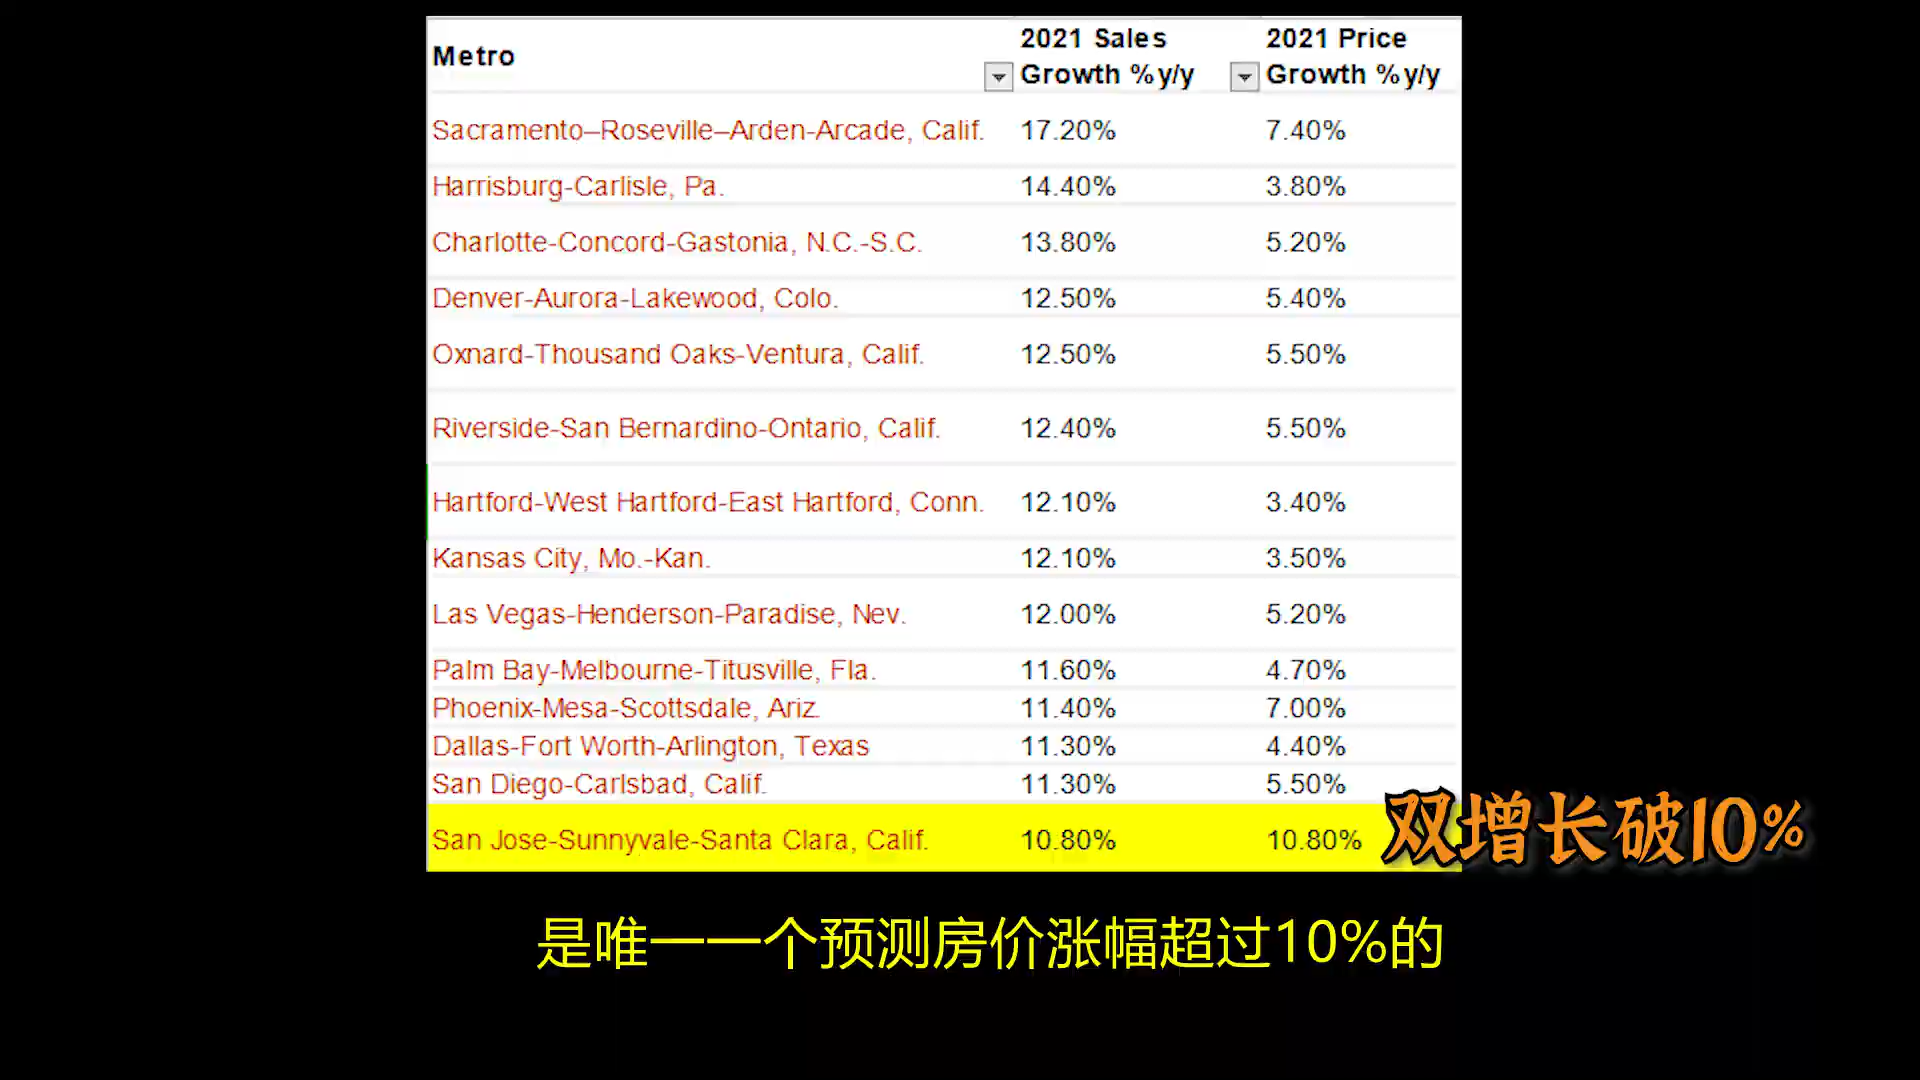 Metro
2021 Sales
Growth %y/y
2021 Price
Growth %y/y
Sacramento–Roseville–Arden-Arcade, Calif. 17.20% 7.40%
Harrisburg-Carlisle, Pa. 14.40% 3.80%
Charlotte-Concord-Gastonia, N.C.-S.C. 13.80% 5.20%
Denver-Aurora-Lakewood, Colo. 12.50% 5.40%
Oxnard-Thousand Oaks-Ventura, Calif. 12.50% 5.50%
Riverside-San Bernardino-Ontario, Calif. 12.40% 5.50%
Hartford-West Hartford-East Hartford, Conn. 12.10% 3.40%
Kansas City, Mo.-Kan. 12.10% 3.50%
Las Vegas-Henderson-Paradise, Nev. 12.00% 5.20%
Palm Bay-Melbourne-Titusville, Fla. 11.60% 4.70%
Phoenix-Mesa-Scottsdale, Ariz. 11.40% 7.00%
Dallas-Fort Worth-Arlington, Texas 11.30% 4.40%
San Diego-Carlsbad, Calif. 11.30% 5.50%
San Jose-Sunnyvale-Santa Clara, Calif. 10.80% 10.80%
双增长破10%
是唯一一个预测房价涨幅超过10%的